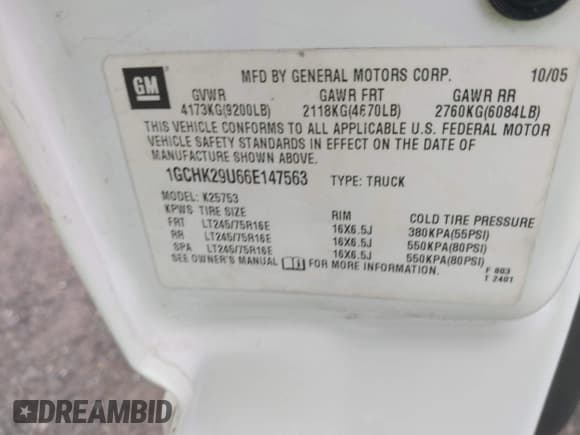 GM
MFD BY GENERAL MOTORS CORP. 10/05
GVWR GAWR FRT GAWR RR
4173KG(9200LB) 2118KG(4670LB) 2760KG(6084LB)
THIS VEHICLE CONFORMS TO ALL APPLICABLE U.S. FEDERAL MOTOR
VEHICLE SAFETY STANDARDS IN EFFECT ON THE DATE OF
MANUFACTURE SHOWN ABOVE.
1GCHK29U66E147563 TYPE: TRUCK
MODEL: K25753
KPWS TIRE SIZE RIM COLD TIRE PRESSURE
FRT LT245/75R16E 16X6.5J 380KPA(55PSI)
RR LT245/75R16E 16X6.5J 550KPA(80PSI)
SPA LT245/75R16E 16X6.5J 550KPA(80PSI)
SEE OWNER'S MANUAL FOR MORE INFORMATION.
F 803
T 2401
DREAMBID